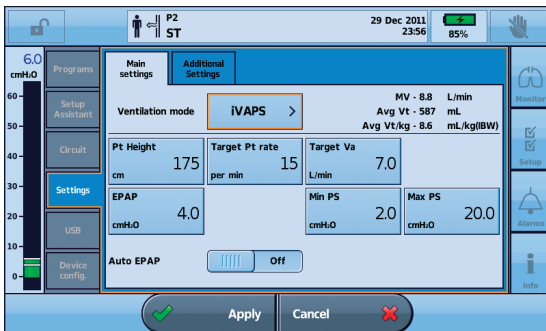 P2
ST
29 Dec 2011
23:56
85%
6.0
cmH₂O
60
50
40
30
20
10
0
Programs
Setup
Assistant
Circuit
Settings
USB
Device
config.
Main
settings
Additional
Settings
Ventilation mode
iVAPS >
MV - 8.8 L/min
Avg Vt - 587 mL
Avg Vt/kg - 8.6 mL/kg(IBW)
Pt Height
175
cm
Target Pt rate
15
per min
Target Va
7.0
L/min
EPAP
4.0
cmH₂O
Min PS
2.0
cmH₂O
Max PS
20.0
cmH₂O
Auto EPAP
Off
Monitor
Setup
Alarms
Info
Apply
Cancel